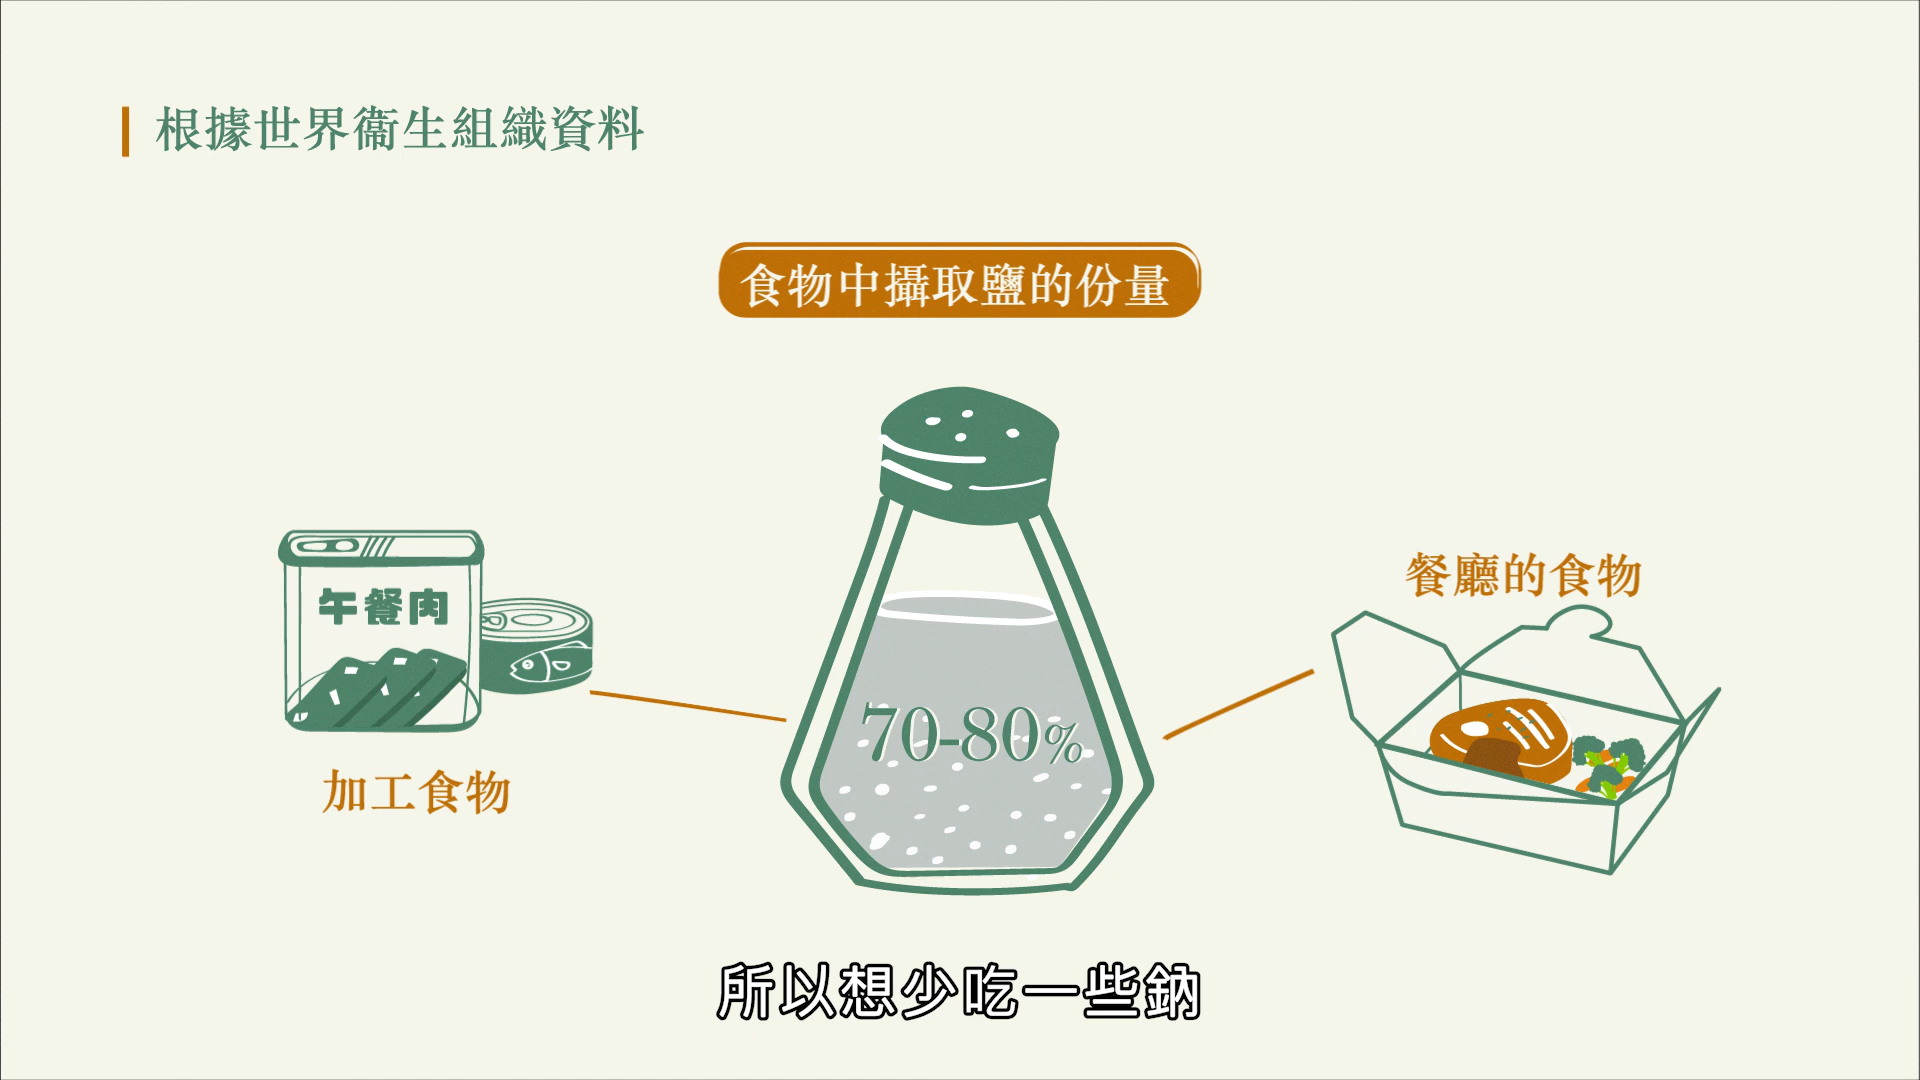 根據世界衞生組織資料
食物中攝取鹽的份量
餐廳的食物
午餐肉
70-80%
加工食物
所以想少吃一些鈉